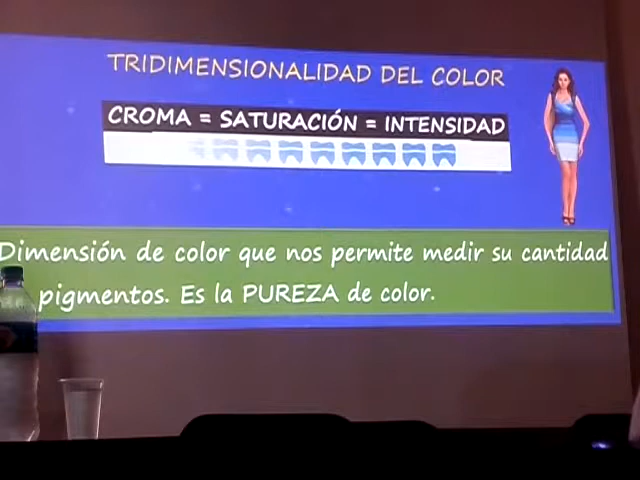 TRIDIMENSIONALIDAD DEL COLOR
CROMA = SATURACIÓN = INTENSIDAD
Dimensión de color que nos permite medir su cantidad
pigmentos. Es la PUREZA de color.